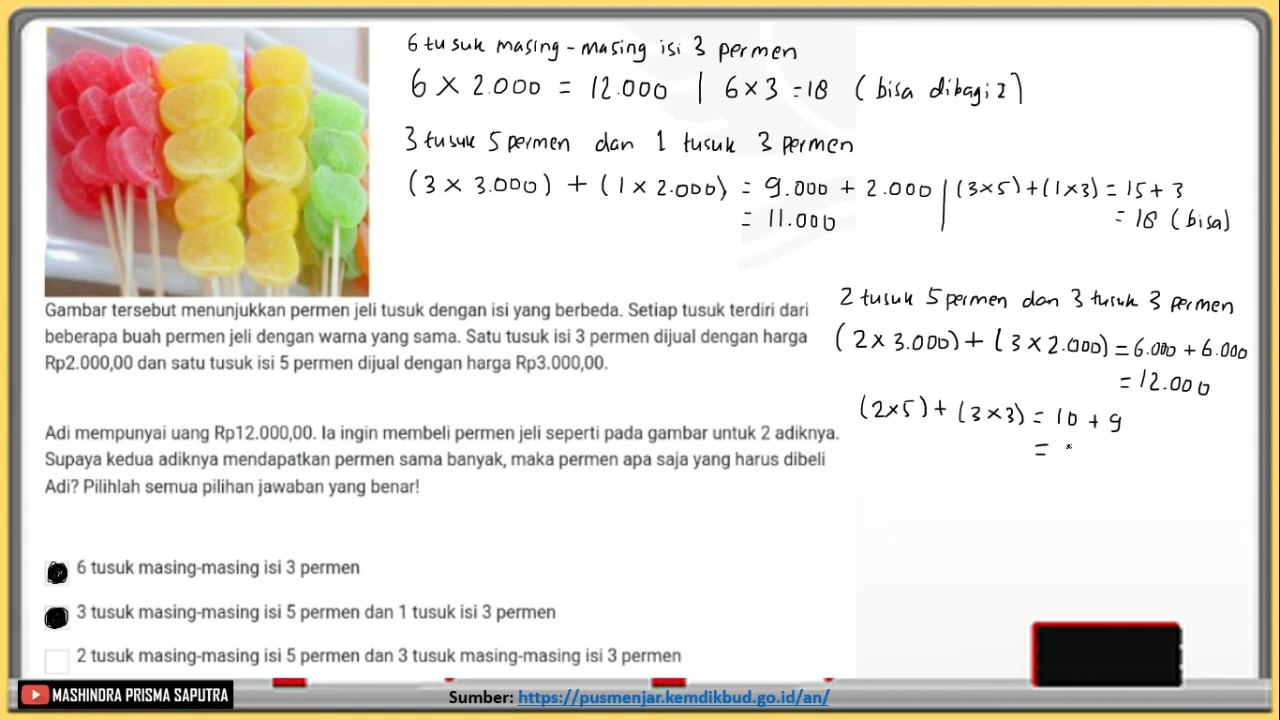 6 tusuk masing-masing isi 3 permen
6 × 2.000 = 12.000 | 6 × 3 = 18 (bisa dibagi 2)
3 tusuk 5 permen dan 1 tusuk 3 permen
(3 × 3.000) + (1 × 2.000) = 9.000 + 2.000 | (3×5) + (1×3) = 15 + 3
= 11.000
= 18 (bisa)
2 tusuk 5 permen dan 3 tusuk 3 permen
(2 × 3.000) + (3 × 2.000) = 6.000 + 6.000
= 12.000
(2×5) + (3×3) = 10 + 9
=
Gambar tersebut menunjukkan permen jeli tusuk dengan isi yang berbeda. Setiap tusuk terdiri dari
beberapa buah permen jeli dengan warna yang sama. Satu tusuk isi 3 permen dijual dengan harga
Rp2.000,00 dan satu tusuk isi 5 permen dijual dengan harga Rp3.000,00.
Adi mempunyai uang Rp12.000,00. Ia ingin membeli permen jeli seperti pada gambar untuk 2 adiknya.
Supaya kedua adiknya mendapatkan permen sama banyak, maka permen apa saja yang harus dibeli
Adi? Pilihlah semua pilihan jawaban yang benar!
6 tusuk masing-masing isi 3 permen
3 tusuk masing-masing isi 5 permen dan 1 tusuk isi 3 permen
2 tusuk masing-masing isi 5 permen dan 3 tusuk masing-masing isi 3 permen
MASHINDRA PRISMA SAPUTRA
Sumber: https://pusmenjar.kemdikbud.go.id/an/